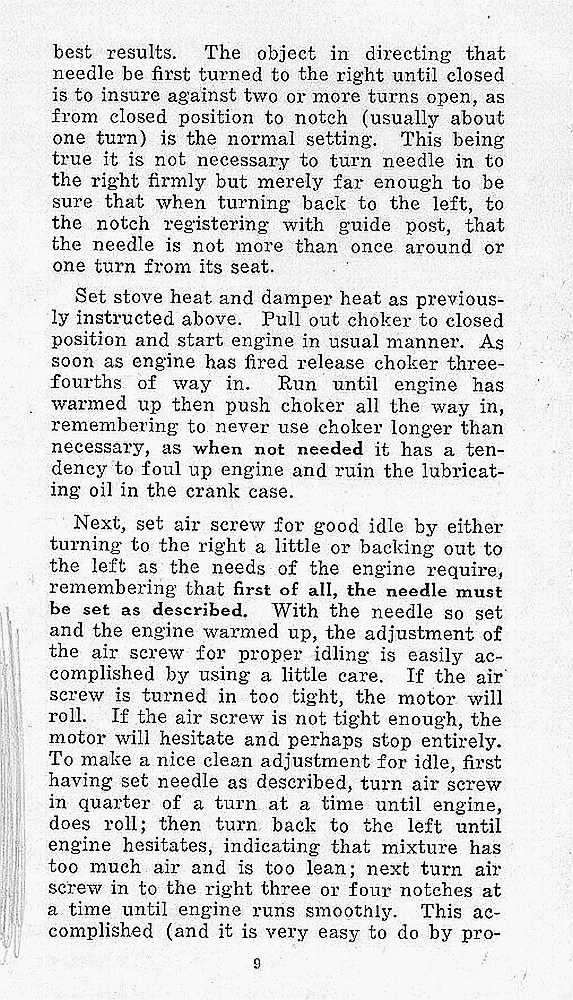 best results. The object in directing that
needle be first turned to the right until closed
is to insure against two or more turns open, as
from closed position to notch (usually about
one turn) is the normal setting. This being
true it is not necessary to turn needle in to
the right firmly but merely far enough to be
sure that when turning back to the left, to
the notch registering with guide post, that
the needle is not more than once around or
one turn from its seat.
Set stove heat and damper heat as previous-
ly instructed above. Pull out choker to closed
position and start engine in usual manner. As
soon as engine has fired release choker three-
fourths of way in. Run until engine has
warmed up then push choker all the way in,
remembering to never use choker longer than
necessary, as when not needed it has a ten-
dency to foul up engine and ruin the lubricat-
ing oil in the crank case.
Next, set air screw for good idle by either
turning to the right a little or backing out to
the left as the needs of the engine require,
remembering that first of all, the needle must
be set as described. With the needle so set
and the engine warmed up, the adjustment of
the air screw for proper idling is easily ac-
complished by using a little care. If the air
screw is turned in too tight, the motor will
roll. If the air screw is not tight enough, the
motor will hesitate and perhaps stop entirely.
To make a nice clean adjustment for idle, first
having set needle as described, turn air screw
in quarter of a turn at a time until engine,
does roll; then turn back to the left until
engine hesitates, indicating that mixture has
too much air and is too lean; next turn air
screw in to the right three or four notches at
a time until engine runs smoothly. This ac-
complished (and it is very easy to do by pro-
9